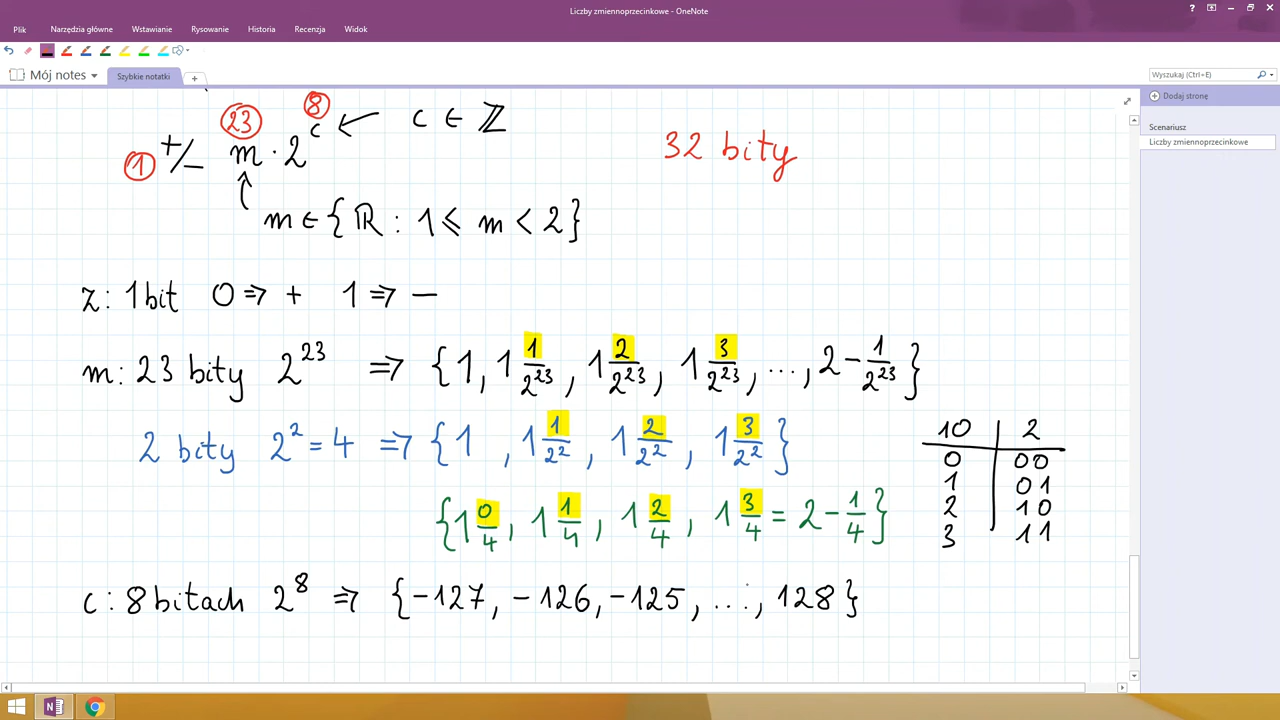 Liczby zmiennoprzecinkowe - OneNote
Plik Narzędzia główne Wstawianie Rysowanie Historia Recenzja Widok
Mój notes Szybkie notatki Wyszukaj (Ctrl+E)
Dodaj stronę
Scenariusz
Liczby zmiennoprzecinkowe
① +/− m · 2^c ㉓ ⑧ ← c ∈ ℤ
32 bity
m ∈ {ℝ : 1 ⩽ m < 2}
z: 1 bit 0 ⇒ + 1 ⇒ −
m: 23 bity 2^23 ⇒ {1, 1 1/2^23, 1 2/2^23, 1 3/2^23, ..., 2 − 1/2^23}
2 bity 2^2 = 4 ⇒ {1, 1 1/2^2, 1 2/2^2, 1 3/2^2}
{1 0/4, 1 1/4, 1 2/4, 1 3/4 = 2 − 1/4}
10 | 2
0 | 00
1 | 01
2 | 10
3 | 11
c: 8 bitach 2^8 ⇒ {−127, −126, −125, ..., 128}